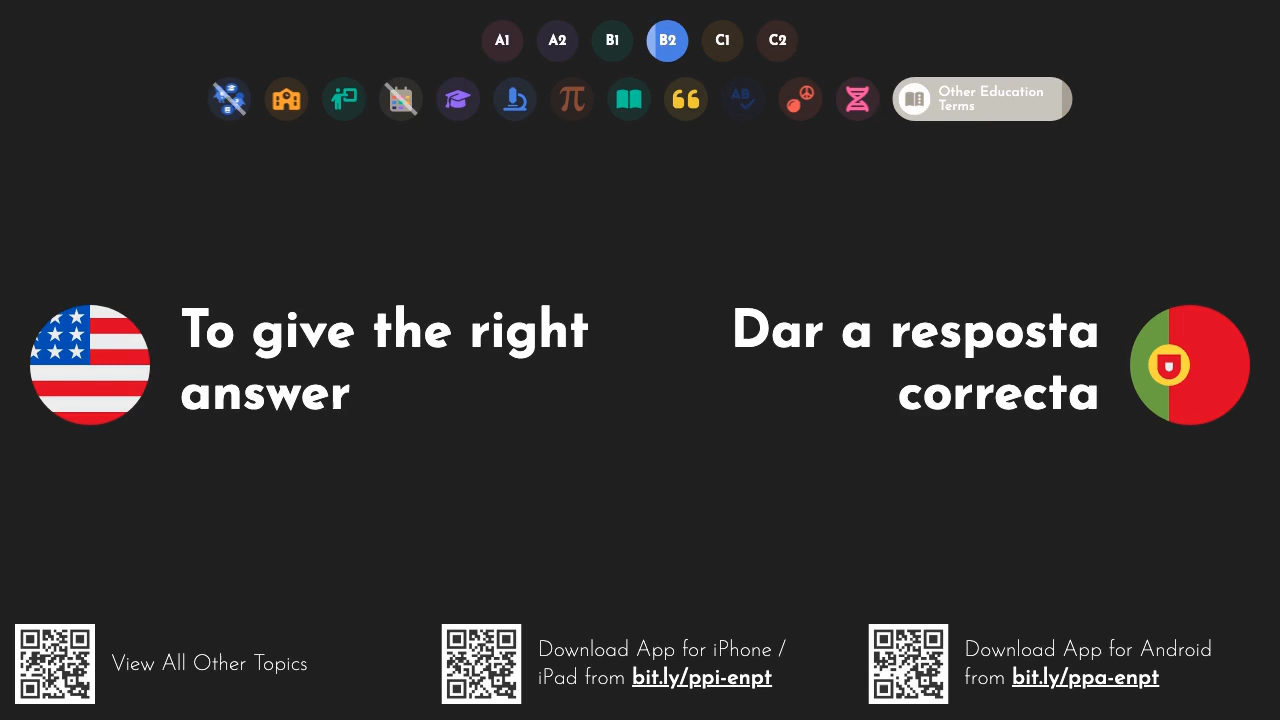 A1 A2 B1 B2 C1 C2
AB
Other Education
Terms
To give the right
answer
Dar a resposta
correcta
View All Other Topics
Download App for iPhone /
iPad from bit.ly/ppi-enpt
Download App for Android
from bit.ly/ppa-enpt